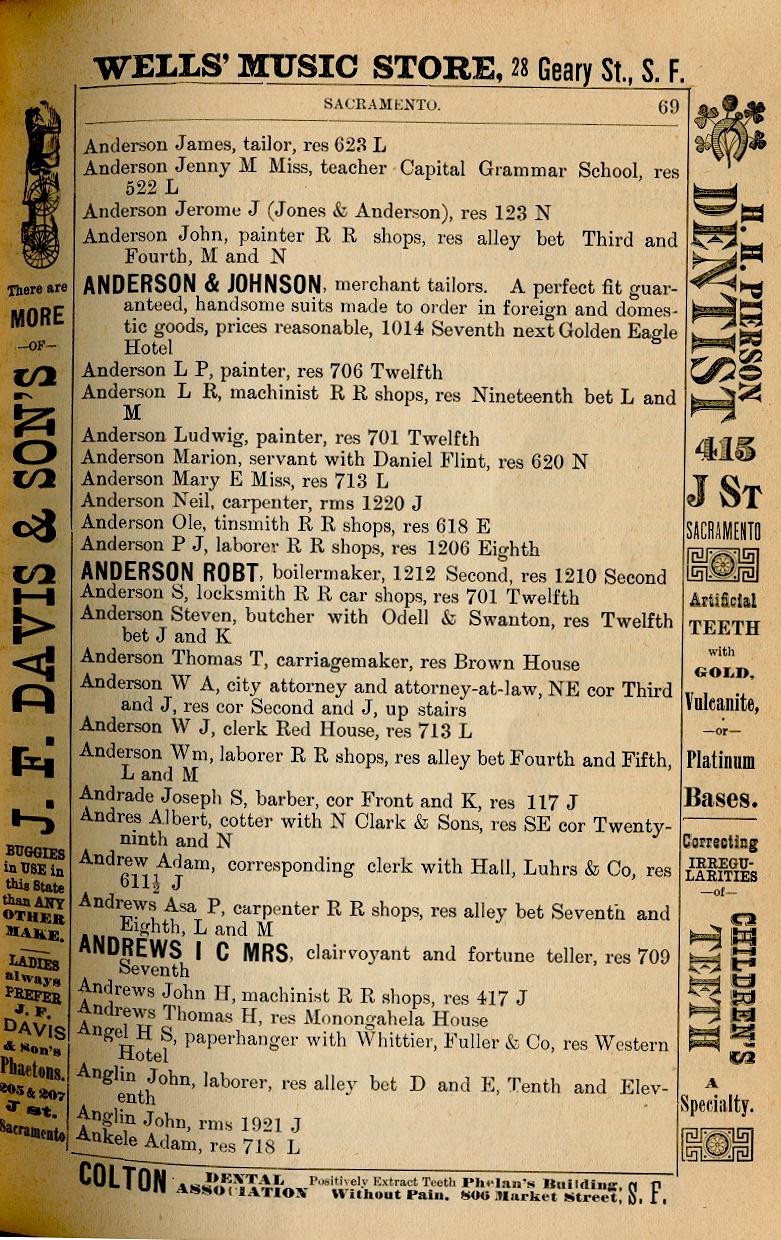 WELLS' MUSIC STORE, 28 Geary St., S. F.
SACRAMENTO. 69
Anderson James, tailor, res 623 L
Anderson Jenny M Miss, teacher Capital Grammar School, res
522 L
Anderson Jerome J (Jones & Anderson), res 123 N
Anderson John, painter R R shops, res alley bet Third and
Fourth, M and N
ANDERSON & JOHNSON, merchant tailors. A perfect fit guar-
anteed, handsome suits made to order in foreign and domes-
tic goods, prices reasonable, 1014 Seventh next Golden Eagle
Hotel
Anderson L P, painter, res 706 Twelfth
Anderson L R, machinist R R shops, res Nineteenth bet L and
M
Anderson Ludwig, painter, res 701 Twelfth
Anderson Marion, servant with Daniel Flint, res 620 N
Anderson Mary E Miss, res 713 L
Anderson Neil, carpenter, rms 1220 J
Anderson Ole, tinsmith R R shops, res 618 E
Anderson P J, laborer R R shops, res 1206 Eighth
ANDERSON ROBT, boilermaker, 1212 Second, res 1210 Second
Anderson S, locksmith R R car shops, res 701 Twelfth
Anderson Steven, butcher with Odell & Swanton, res Twelfth
bet J and K
Anderson Thomas T, carriagemaker, res Brown House
Anderson W A, city attorney and attorney-at-law, NE cor Third
and J, res cor Second and J, up stairs
Anderson W J, clerk Red House, res 713 L
Anderson Wm, laborer R R shops, res alley bet Fourth and Fifth,
L and M
Andrade Joseph S, barber, cor Front and K, res 117 J
Andres Albert, cotter with N Clark & Sons, res SE cor Twenty-
ninth and N
Andrew Adam, corresponding clerk with Hall, Luhrs & Co, res
611½ J
Andrews Asa P, carpenter R R shops, res alley bet Seventh and
Eighth, L and M
ANDREWS I C MRS, clairvoyant and fortune teller, res 709
Seventh
Andrews John H, machinist R R shops, res 417 J
Andrews Thomas H, res Monongahela House
Angel H S, paperhanger with Whittier, Fuller & Co, res Western
Hotel
Anglin John, laborer, res alley bet D and E, Tenth and Elev-
enth
Anglin John, rms 1921 J
Ankele Adam, res 718 L
There are
MORE
—OF—
J. F. DAVIS & SON'S
BUGGIES
in USE in
this State
than ANY
OTHER
MAKE.
LADIES
always
PREFER
J. F.
DAVIS
& Son's
Phaetons.
205 & 207
J St.
Sacramento
H. H. PIERSON
DENTIST
415
J ST
SACRAMENTO
Artificial
TEETH
with
GOLD,
Vulcanite,
—or—
Platinum
Bases.
Correcting
IRREGU-
LARITIES
—of—
CHILDREN'S
TEETH
A
Specialty.
COLTON DENTAL ASSOCIATION Positively Extract Teeth Without Pain. Phelan's Building, 806 Market Street, S. F.